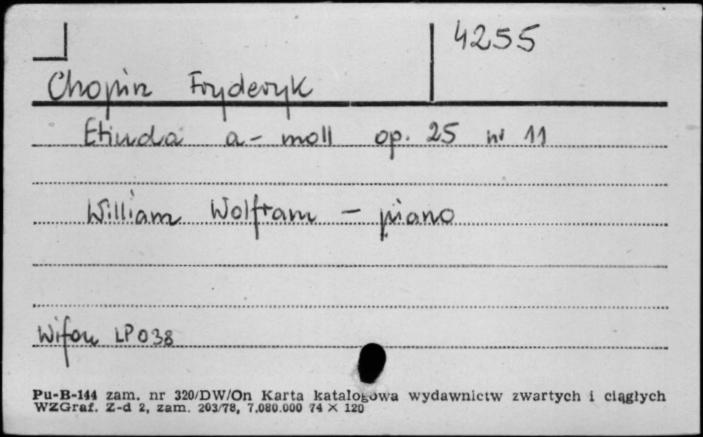 4255
Chopin Fryderyk
Etiuda a-moll op. 25 nr 11
William Wolfram - piano
Wifon LP038
Pu-B-144 zam. nr 320/DW/On Karta katalogowa wydawnictw zwartych i ciągłych
WZGraf. Z-d 2, zam. 203/78, 7.080.000 74 × 120